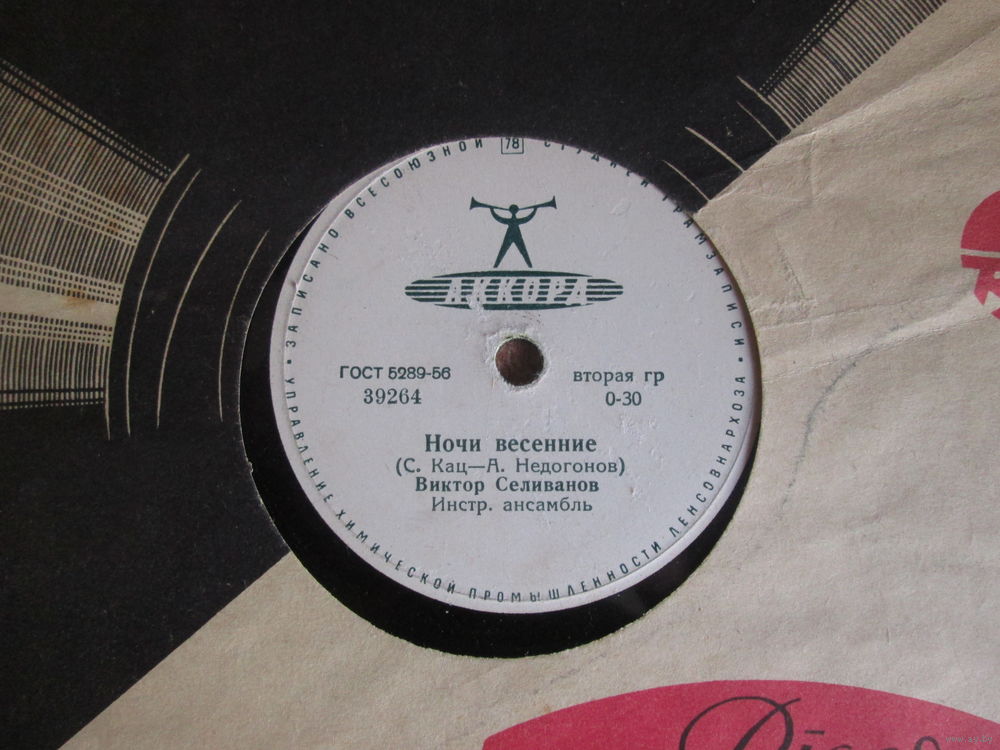 ЗАПИСАНО ВСЕСОЮЗНОЙ 78 СТУДИЕЙ ГРАМЗАПИСИ
АККОРД
ГОСТ 5289-56 вторая гр
39264 0-30
Ночи весенние
(С. Кац—А. Недогонов)
Виктор Селиванов
Инстр. ансамбль
УПРАВЛЕНИЕ ХИМИЧЕСКОЙ ПРОМЫШЛЕННОСТИ ЛЕНСОВНАРХОЗА